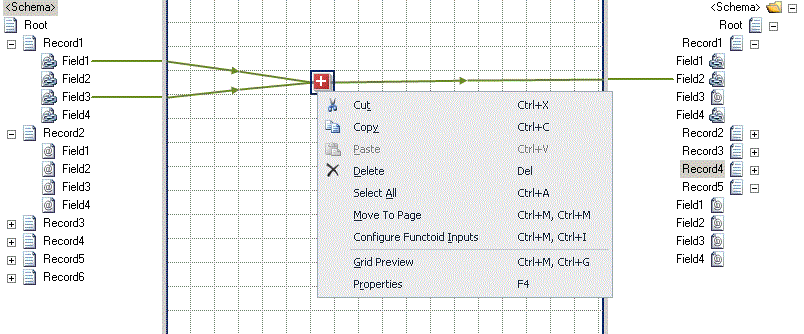 <Schema>
Root
Record1
Field1
Field2
Field3
Field4
Record2
Field1
Field2
Field3
Field4
Record3
Record4
Record5
Record6
Cut Ctrl+X
Copy Ctrl+C
Paste Ctrl+V
Delete Del
Select All Ctrl+A
Move To Page Ctrl+M, Ctrl+M
Configure Functoid Inputs Ctrl+M, Ctrl+I
Grid Preview Ctrl+M, Ctrl+G
Properties F4
<Schema>
Root
Record1
Field1
Field2
Field3
Field4
Record2
Record3
Record4
Record5
Field1
Field2
Field3
Field4